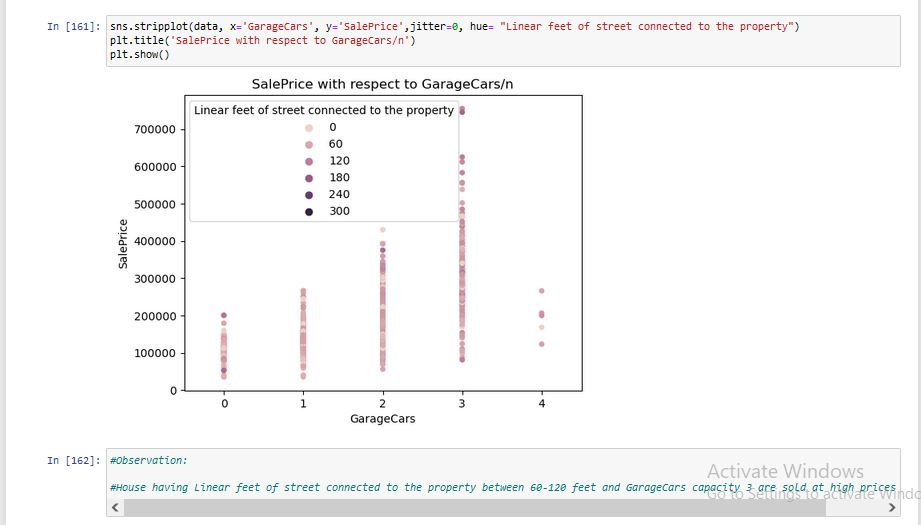 In [161]: sns.stripplot(data, x='GarageCars', y='SalePrice',jitter=0, hue= "Linear feet of street connected to the property")
plt.title('SalePrice with respect to GarageCars/n')
plt.show()
SalePrice with respect to GarageCars/n
Linear feet of street connected to the property
0
60
120
180
240
300
700000
600000
500000
400000
300000
200000
100000
0
SalePrice
0 1 2 3 4
GarageCars
In [162]: #Observation:
#House having Linear feet of street connected to the property between 60-120 feet and GarageCars capacity 3 are sold at high prices
Activate Windows
Go to Settings to activate Windo